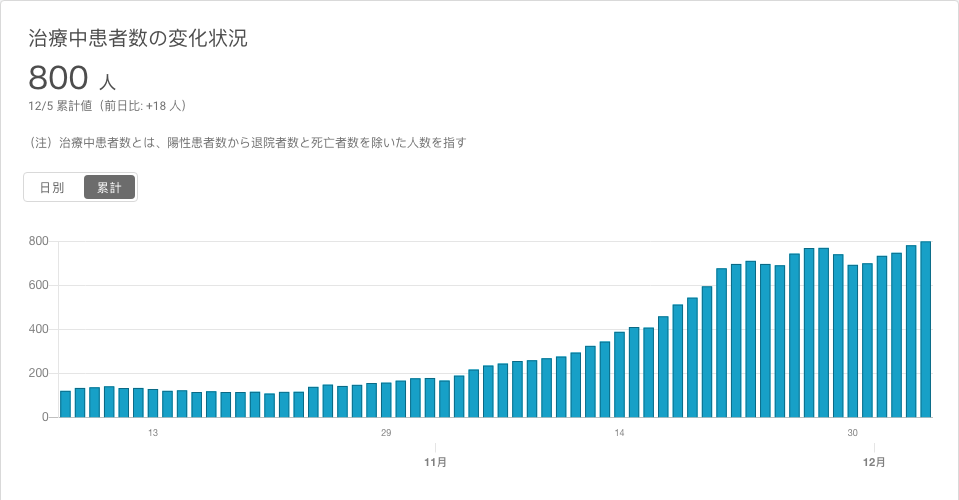 治療中患者数の変化状況
800 人
12/5 累計値（前日比: +18 人）
（注）治療中患者数とは、陽性患者数から退院者数と死亡者数を除いた人数を指す
日別 累計
800
600
400
200
0
13 29 14 30
11月 12月